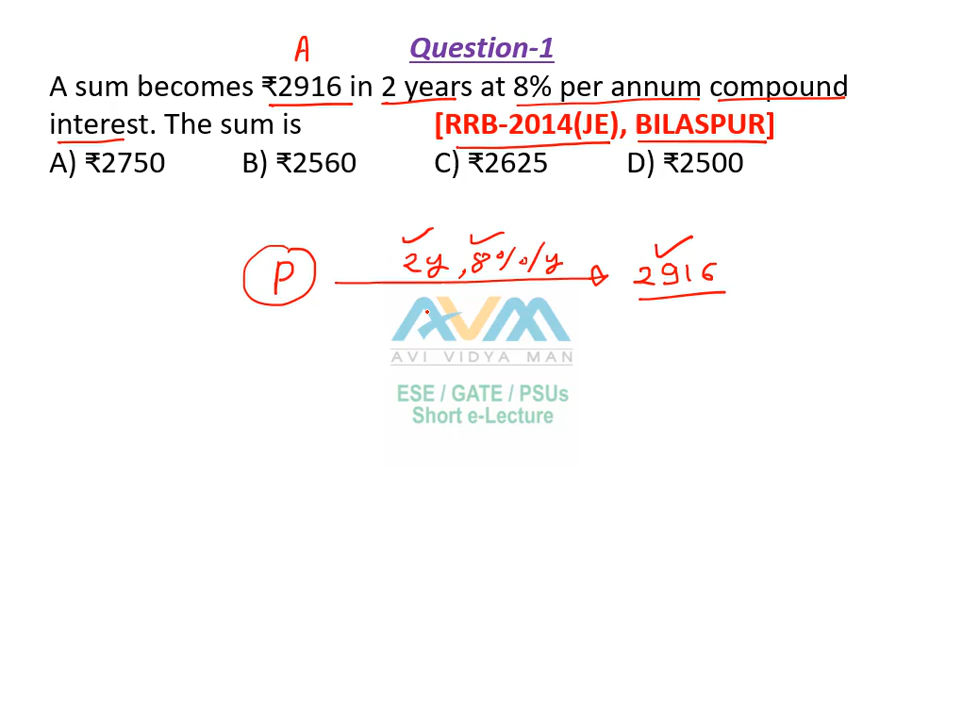 A
Question-1
A sum becomes ₹2916 in 2 years at 8% per annum compound
interest. The sum is [RRB-2014(JE), BILASPUR]
A) ₹2750 B) ₹2560 C) ₹2625 D) ₹2500
P 2y, 8%/y 2916
AVM
AVI VIDYA MAN
ESE / GATE / PSUs
Short e-Lecture